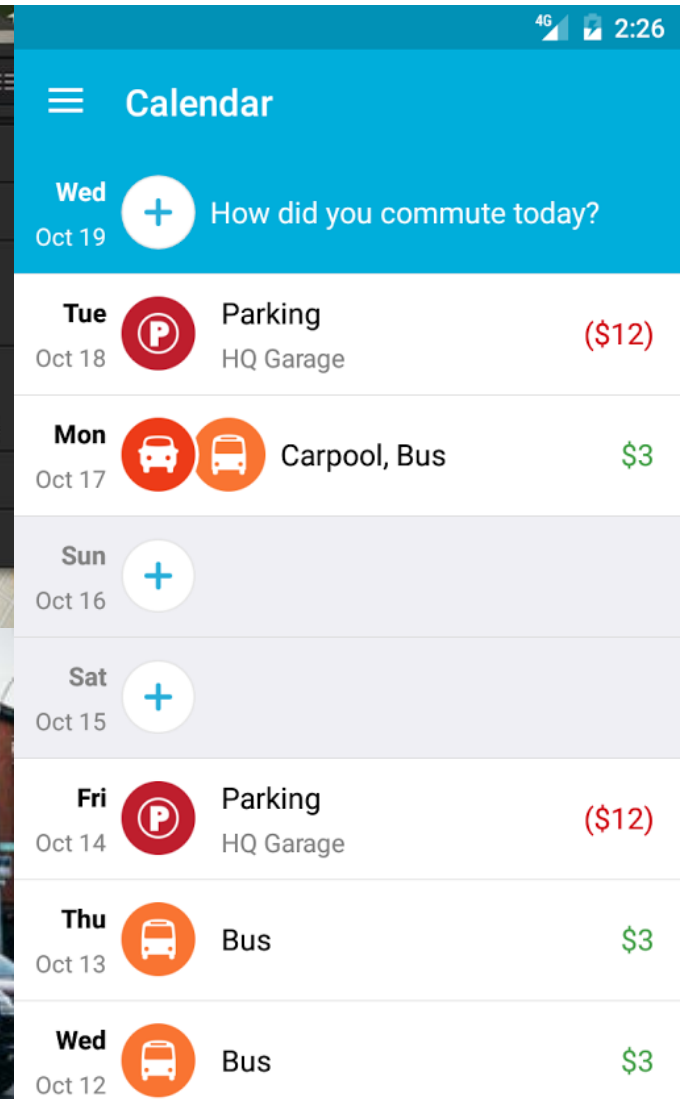 4G 2:26
Calendar
Wed
Oct 19
How did you commute today?
Tue
Oct 18
P
Parking
HQ Garage
($12)
Mon
Oct 17
Carpool, Bus
$3
Sun
Oct 16
Sat
Oct 15
Fri
Oct 14
P
Parking
HQ Garage
($12)
Thu
Oct 13
Bus
$3
Wed
Oct 12
Bus
$3